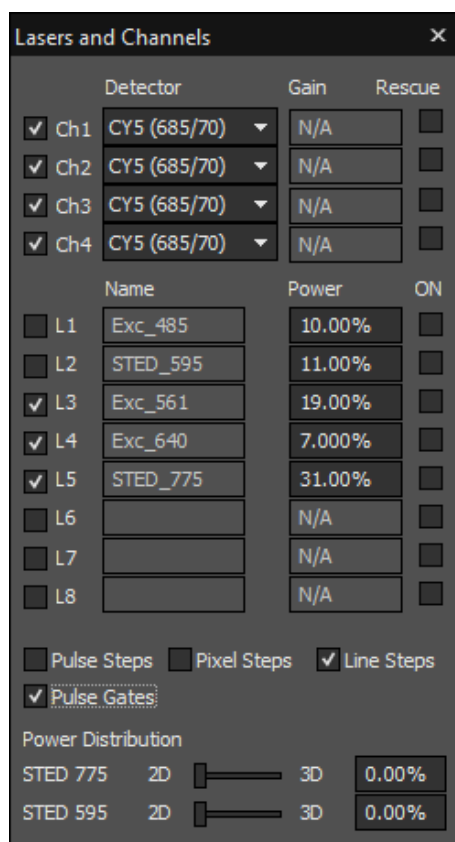 Lasers and Channels ×
Detector Gain Rescue
Ch1 CY5 (685/70) N/A
Ch2 CY5 (685/70) N/A
Ch3 CY5 (685/70) N/A
Ch4 CY5 (685/70) N/A
Name Power ON
L1 Exc_485 10.00%
L2 STED_595 11.00%
L3 Exc_561 19.00%
L4 Exc_640 7.000%
L5 STED_775 31.00%
L6 N/A
L7 N/A
L8 N/A
Pulse Steps Pixel Steps Line Steps
Pulse Gates
Power Distribution
STED 775 2D 3D 0.00%
STED 595 2D 3D 0.00%